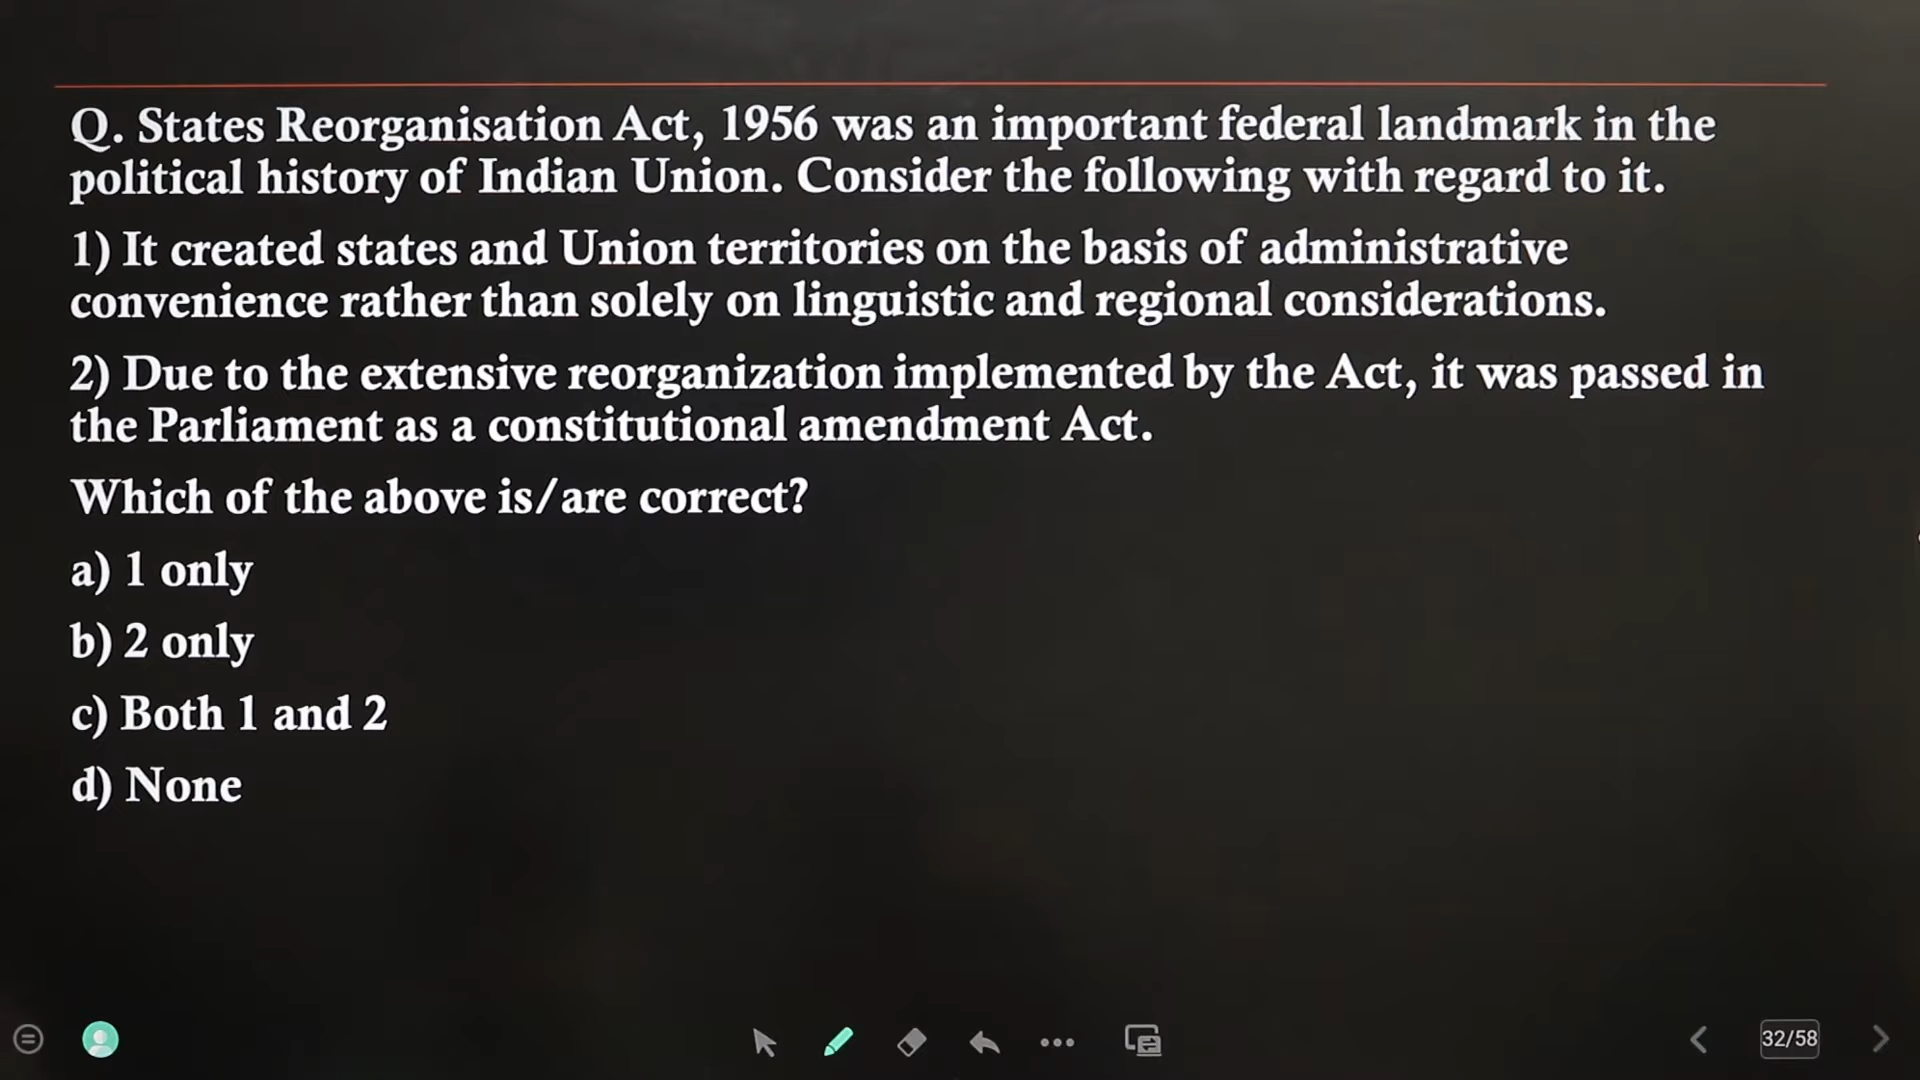 Q. States Reorganisation Act, 1956 was an important federal landmark in the
political history of Indian Union. Consider the following with regard to it.
1) It created states and Union territories on the basis of administrative
convenience rather than solely on linguistic and regional considerations.
2) Due to the extensive reorganization implemented by the Act, it was passed in
the Parliament as a constitutional amendment Act.
Which of the above is/are correct?
a) 1 only
b) 2 only
c) Both 1 and 2
d) None
32/58